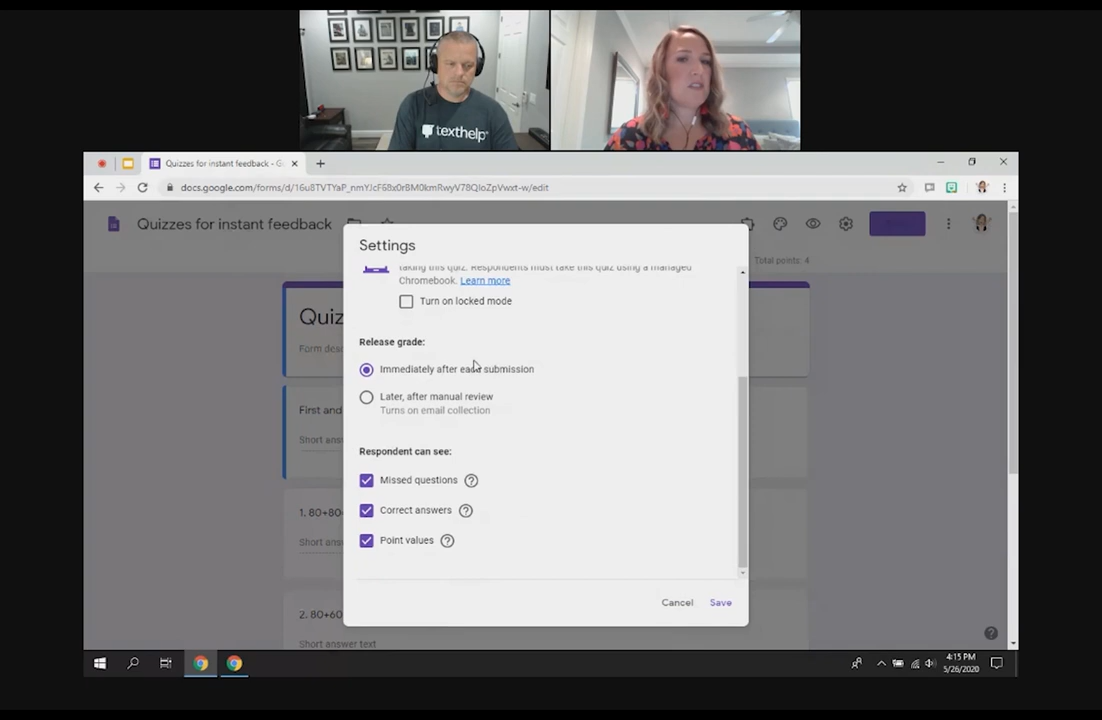 texthelp
Quizzes for instant feedback - G
docs.google.com/forms/d/16u8TVTYaP_nmYJcF68x0rBM0kmRwyV78QIoZpVwxt-w/edit
Quizzes for instant feedback
Total points: 4
Settings
taking this quiz. Respondents must take this quiz using a managed
Chromebook. Learn more
Turn on locked mode
Quiz
Form des
Release grade:
Immediately after each submission
Later, after manual review
Turns on email collection
First and
Short ans
Respondent can see:
Missed questions
Correct answers
Point values
1. 80+80
Short ans
Cancel Save
2. 80+60
Short answer text
4:15 PM
5/26/2020